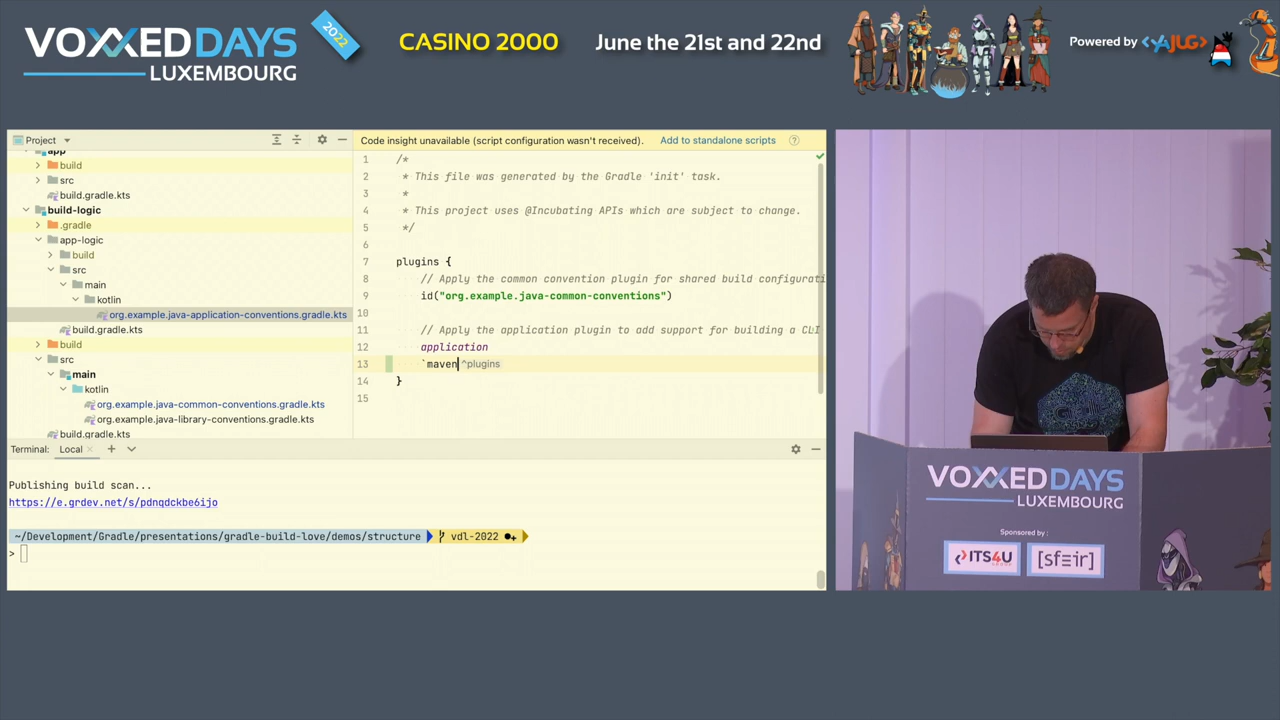 VOXXED DAYS
LUXEMBOURG
2022
CASINO 2000
June the 21st and 22nd
Powered by <YAJUG>
Project
Code insight unavailable (script configuration wasn't received).
Add to standalone scripts
app
build
src
build.gradle.kts
build-logic
.gradle
app-logic
build
src
main
kotlin
org.example.java-application-conventions.gradle.kts
build.gradle.kts
build
src
main
kotlin
org.example.java-common-conventions.gradle.kts
org.example.java-library-conventions.gradle.kts
build.gradle.kts
1 /*
2 * This file was generated by the Gradle 'init' task.
3 *
4 * This project uses @Incubating APIs which are subject to change.
5 */
6
7 plugins {
8 // Apply the common convention plugin for shared build configurati
9 id("org.example.java-common-conventions")
10
11 // Apply the application plugin to add support for building a CLI
12 application
13 `maven ^plugins
14 }
15
Terminal: Local
Publishing build scan...
https://e.grdev.net/s/pdnqdckbe6ijo
~/Development/Gradle/presentations/gradle-build-love/demos/structure vdl-2022
>
VOXXED DAYS
LUXEMBOURG
Sponsored by :
ITS4U
[sfeir]